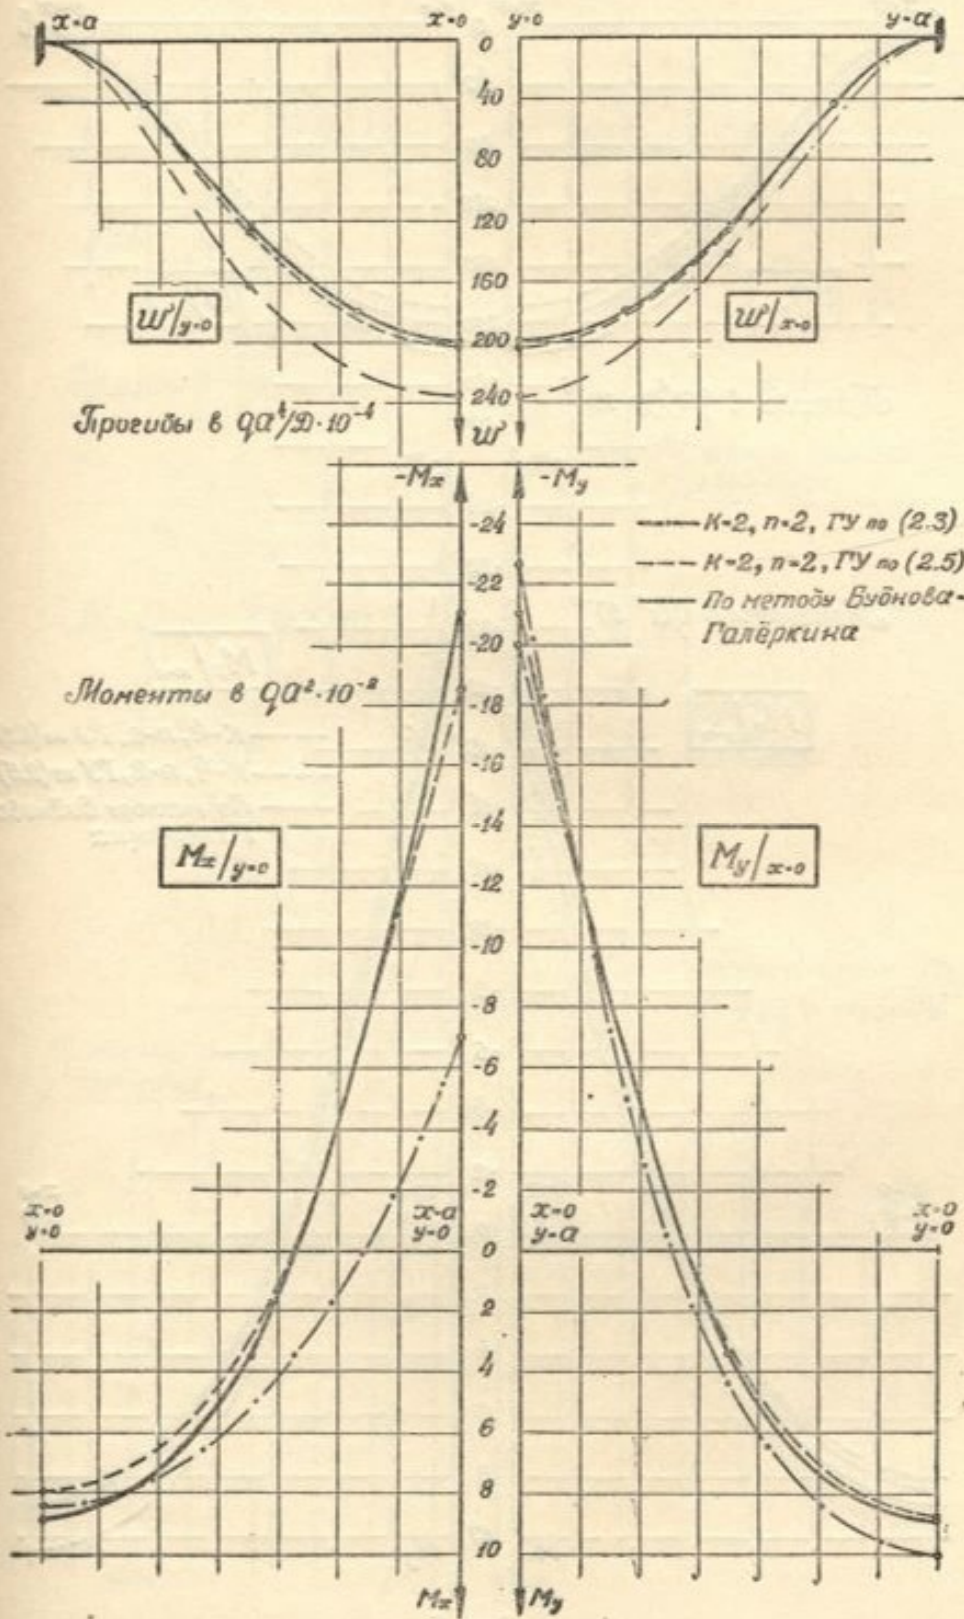 x=a x=0 y=0 y=a
0
40
80
120
160
200
240
W
W/y=0
W/x=0
Прогибы в qa⁴/D·10⁻⁴
-Mx -My
-24
-22
-20
-18
-16
-14
-12
-10
-8
-6
-4
-2
0
2
4
6
8
10
K=2, n=2, ГУ по (2.3)
K=2, n=2, ГУ по (2.5)
По методу Бубнова-
Галёркина
Моменты в qa²·10⁻²
Mx/y=0
My/x=0
x=0 x=a x=0 x=0
y=0 y=0 y=a y=0
Mx My